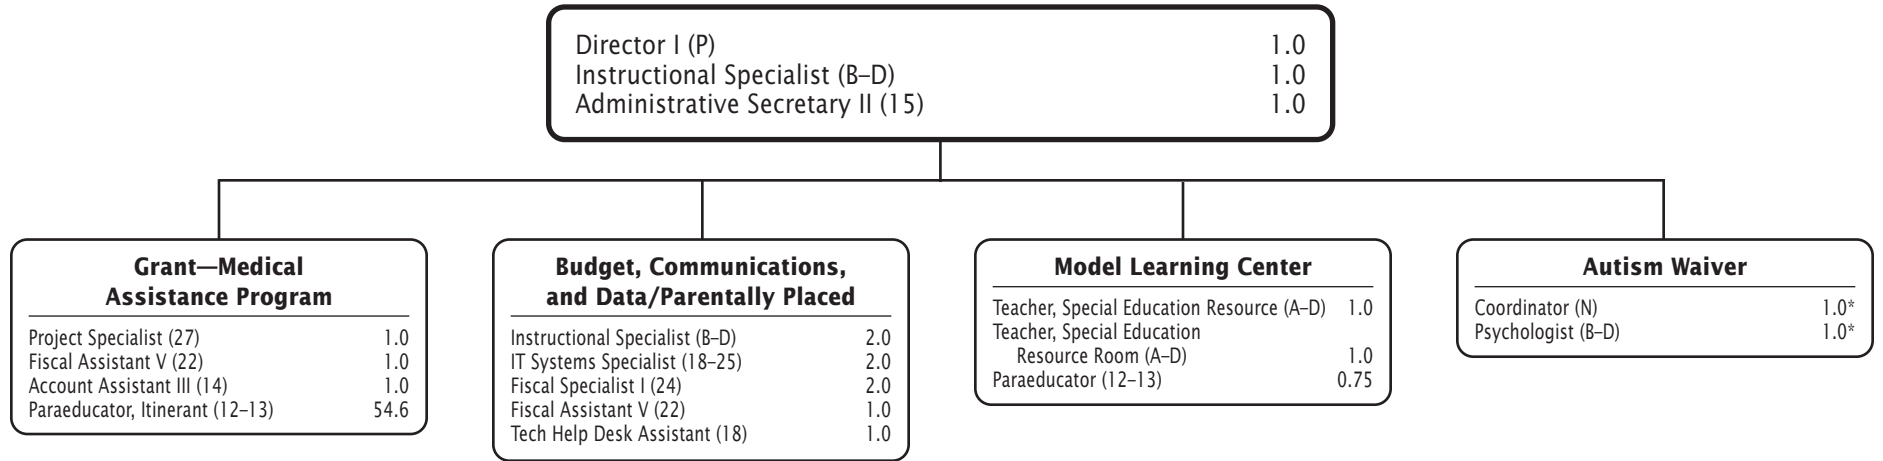 Director I (P) 1.0
Instructional Specialist (B–D) 1.0
Administrative Secretary II (15) 1.0
Grant—Medical
Assistance Program
Project Specialist (27) 1.0
Fiscal Assistant V (22) 1.0
Account Assistant III (14) 1.0
Paraeducator, Itinerant (12–13) 54.6
Budget, Communications,
and Data/Parentally Placed
Instructional Specialist (B–D) 2.0
IT Systems Specialist (18–25) 2.0
Fiscal Specialist I (24) 2.0
Fiscal Assistant V (22) 1.0
Tech Help Desk Assistant (18) 1.0
Model Learning Center
Teacher, Special Education Resource (A–D) 1.0
Teacher, Special Education
Resource Room (A–D) 1.0
Paraeducator (12–13) 0.75
Autism Waiver
Coordinator (N) 1.0*
Psychologist (B–D) 1.0*